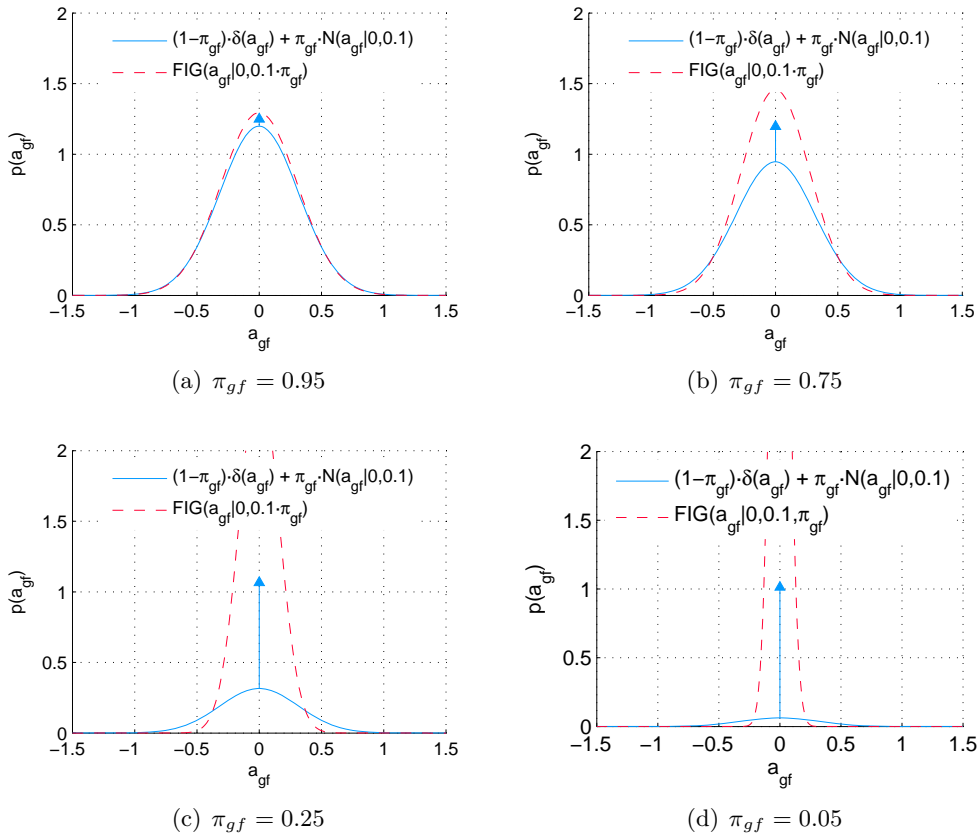 2
(1−π_gf)·δ(a_gf) + π_gf·N(a_gf|0,0.1)
FIG(a_gf|0,0.1·π_gf)
1.5
1
0.5
0
p(a_gf)
−1.5 −1 −0.5 0 0.5 1 1.5
a_gf
(a) π_gf = 0.95
2
(1−π_gf)·δ(a_gf) + π_gf·N(a_gf|0,0.1)
FIG(a_gf|0,0.1·π_gf)
1.5
1
0.5
0
p(a_gf)
−1.5 −1 −0.5 0 0.5 1 1.5
a_gf
(b) π_gf = 0.75
2
(1−π_gf)·δ(a_gf) + π_gf·N(a_gf|0,0.1)
FIG(a_gf|0,0.1·π_gf)
1.5
1
0.5
0
p(a_gf)
−1.5 −1 −0.5 0 0.5 1 1.5
a_gf
(c) π_gf = 0.25
2
(1−π_gf)·δ(a_gf) + π_gf·N(a_gf|0,0.1)
FIG(a_gf|0,0.1,π_gf)
1.5
1
0.5
0
p(a_gf)
−1.5 −1 −0.5 0 0.5 1 1.5
a_gf
(d) π_gf = 0.05